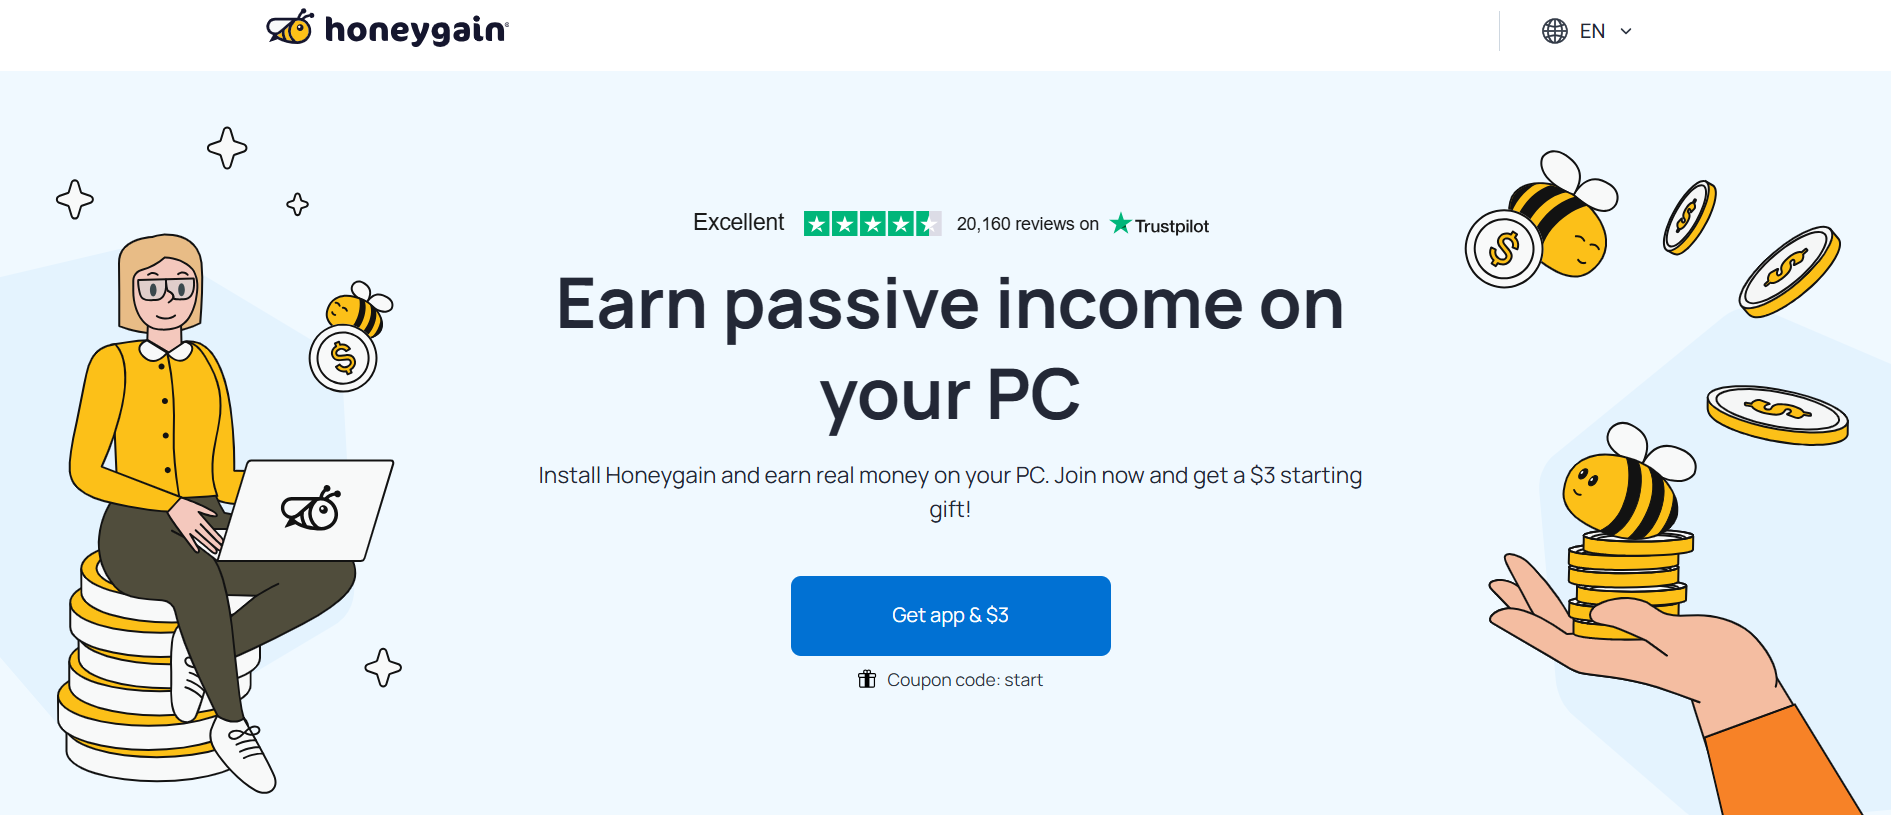 honeygain®
EN
Excellent 20,160 reviews on Trustpilot
Earn passive income on
your PC
Install Honeygain and earn real money on your PC. Join now and get a $3 starting
gift!
Get app & $3
Coupon code: start